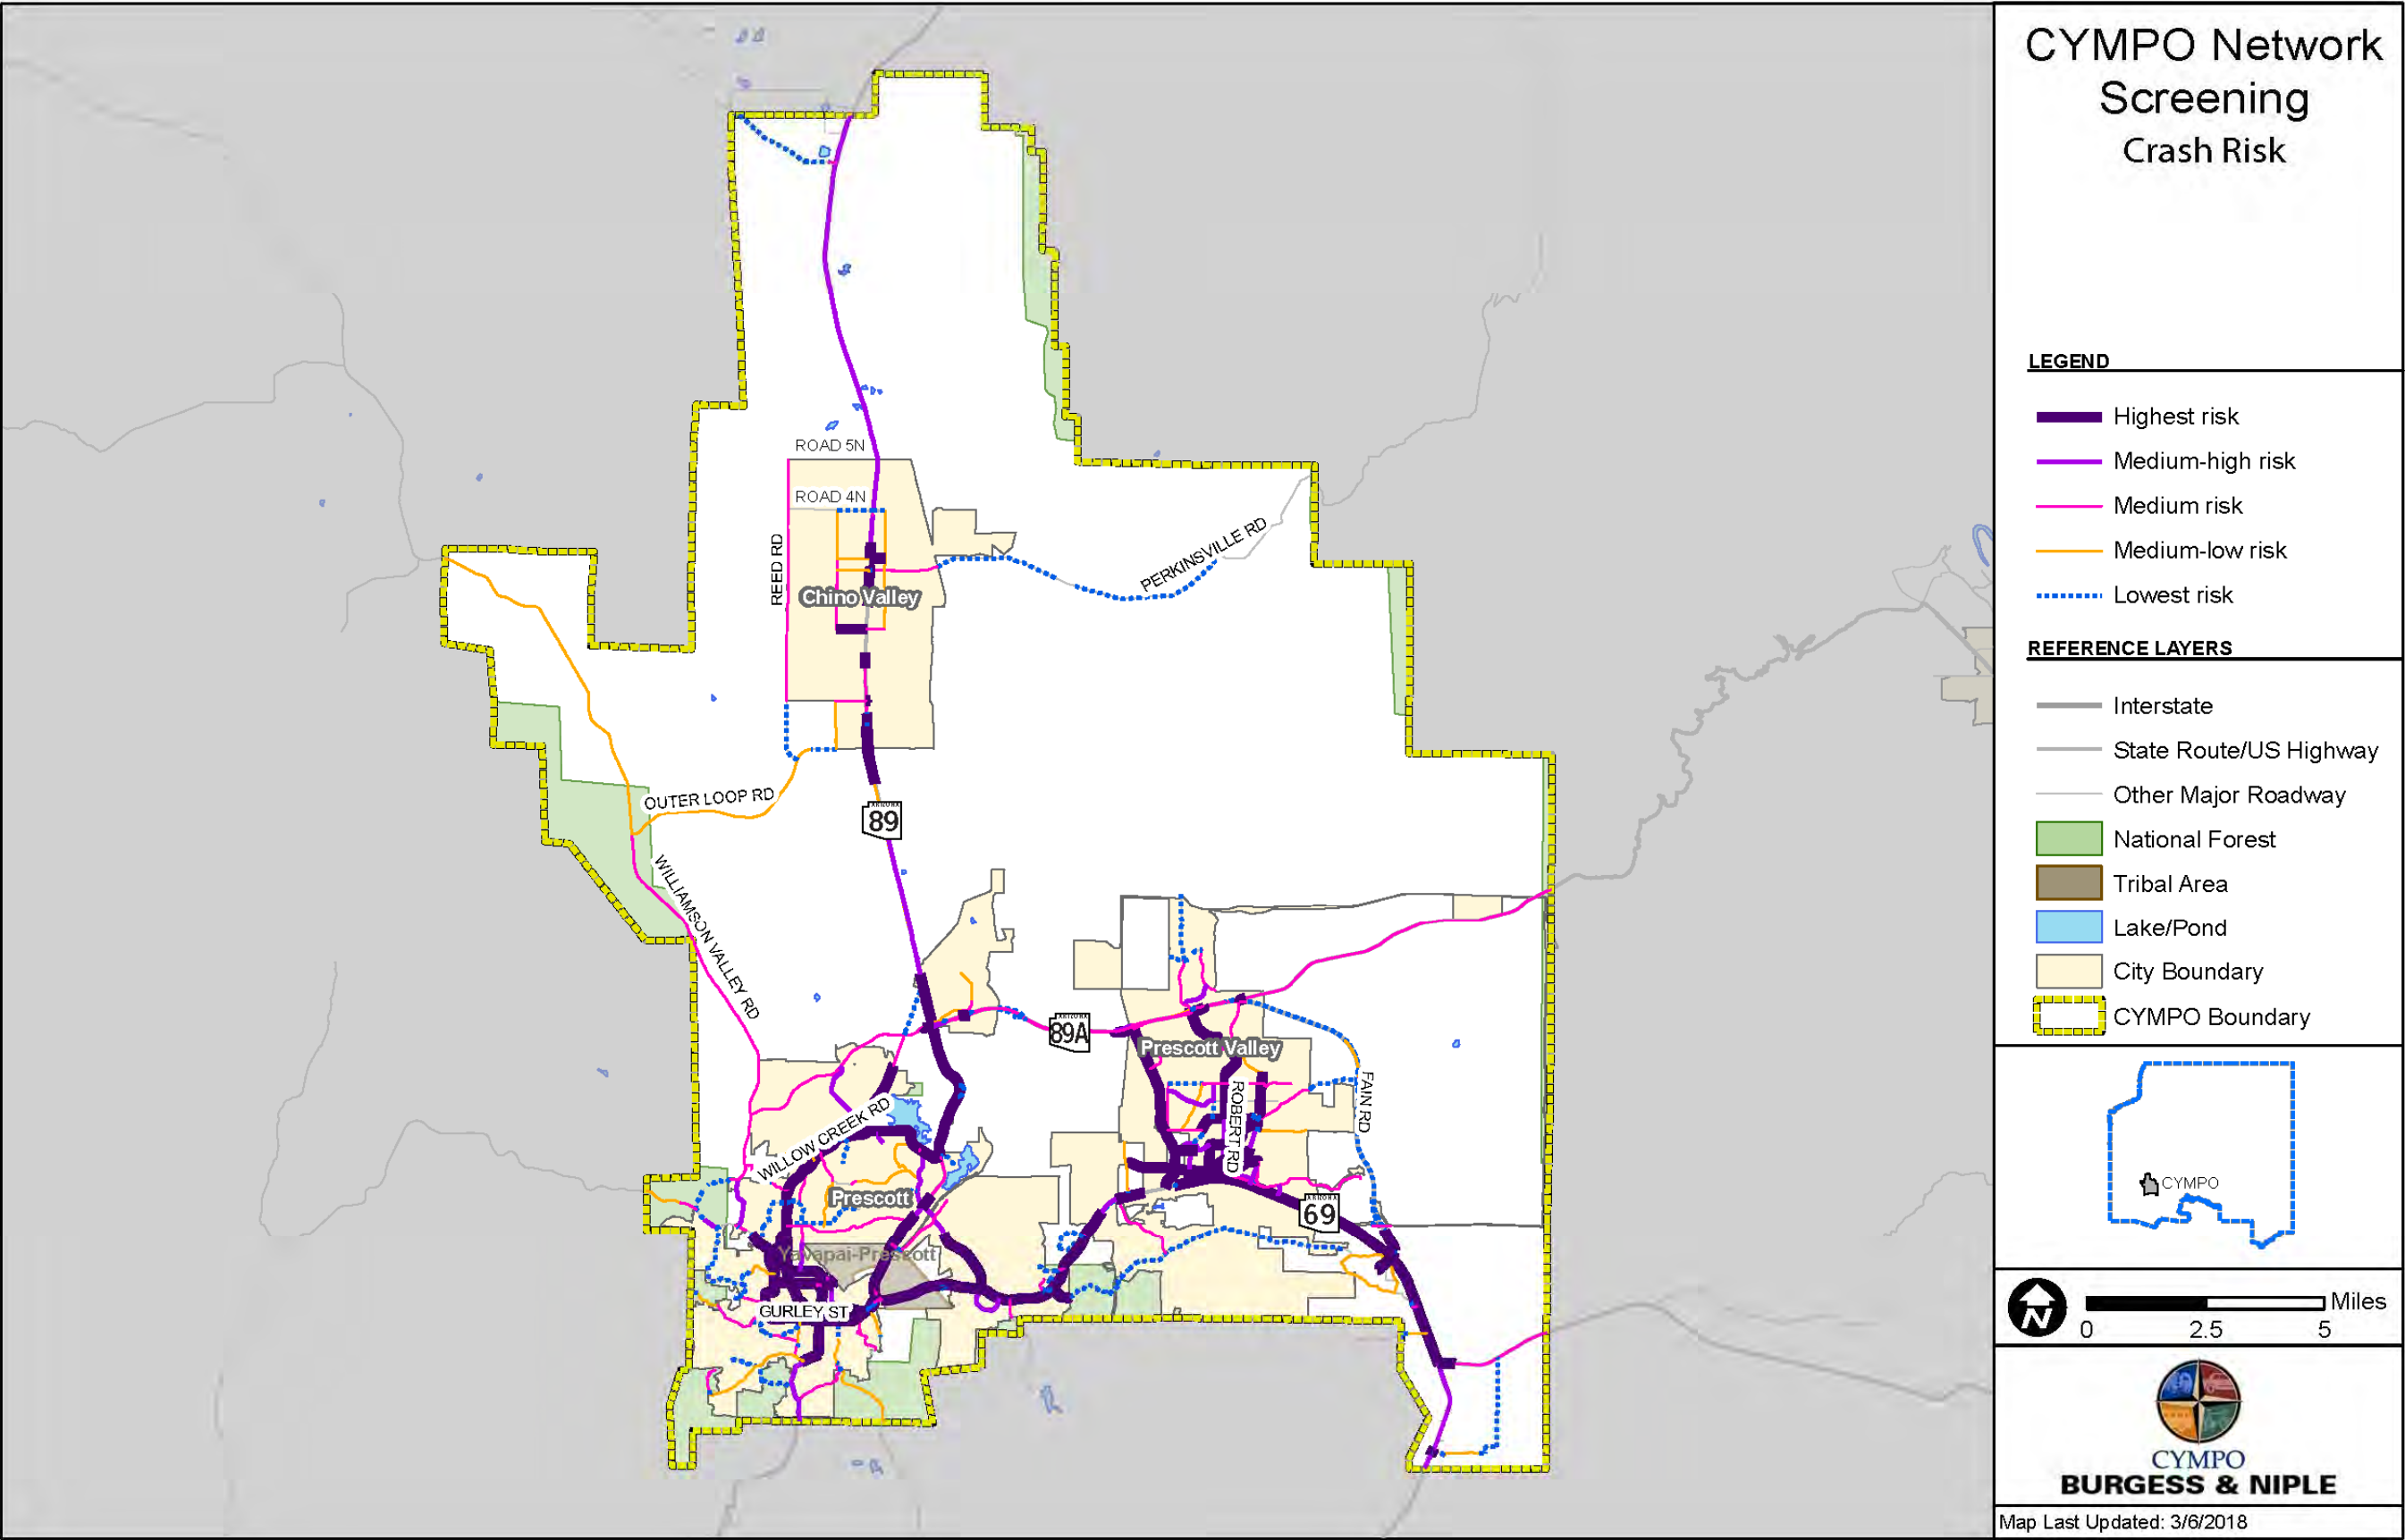 CYMPO Network
Screening
Crash Risk
LEGEND
Highest risk
Medium-high risk
Medium risk
Medium-low risk
Lowest risk
REFERENCE LAYERS
Interstate
State Route/US Highway
Other Major Roadway
National Forest
Tribal Area
Lake/Pond
City Boundary
CYMPO Boundary
CYMPO
N
Miles
0 2.5 5
CYMPO
BURGESS & NIPLE
Map Last Updated: 3/6/2018
ROAD 5N
ROAD 4N
REED RD
PERKINSVILLE RD
Chino Valley
OUTER LOOP RD
ARIZONA
89
WILLIAMSON VALLEY RD
ARIZONA
89A
Prescott Valley
FAIN RD
ROBERT RD
WILLOW CREEK RD
Prescott
ARIZONA
69
Yavapai-Prescott
GURLEY ST